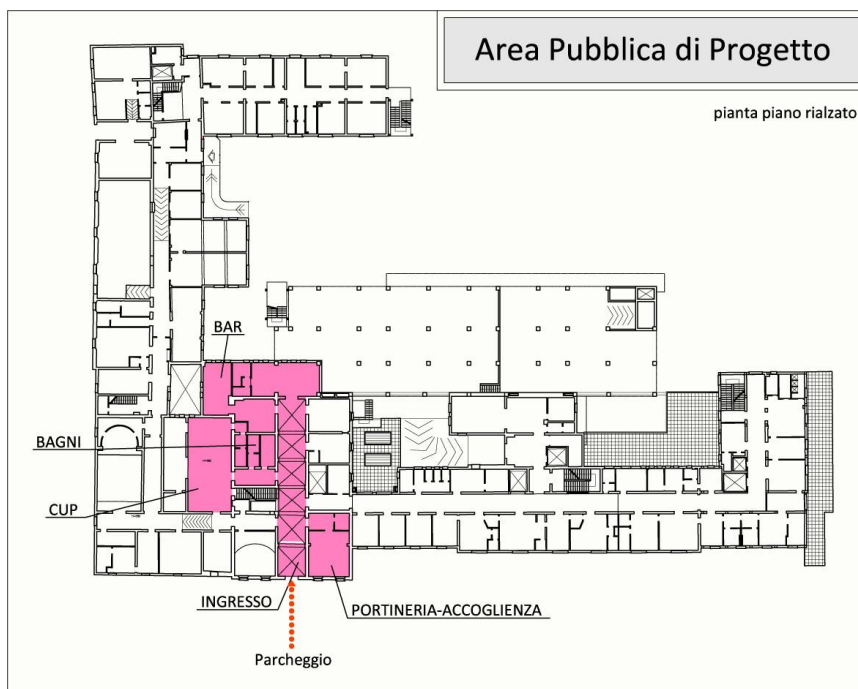 Area Pubblica di Progetto
pianta piano rialzato
BAR
BAGNI
CUP
INGRESSO
PORTINERIA-ACCOGLIENZA
Parcheggio